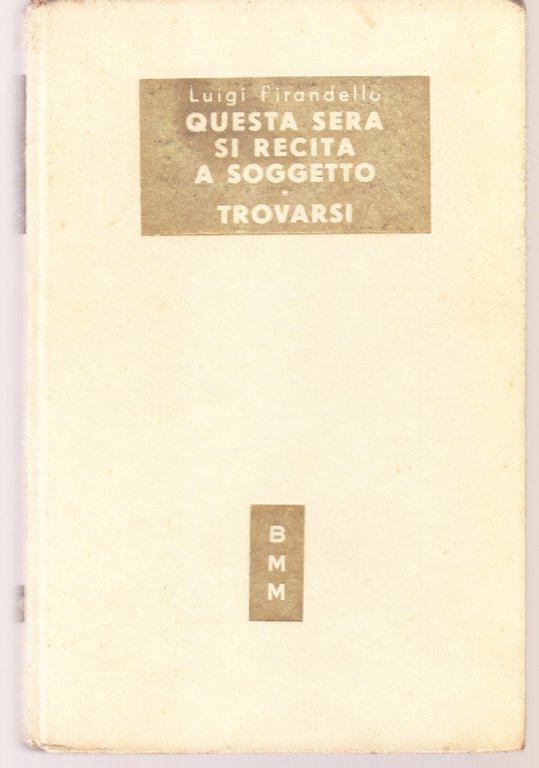 Luigi Pirandello
QUESTA SERA
SI RECITA
A SOGGETTO
*
TROVARSI
B
M
M